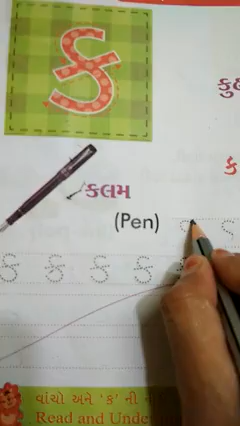 ક
કલમ
(Pen)
ક
ક ક ક ક
વાંચો અને 'ક' ની
Read and Unde